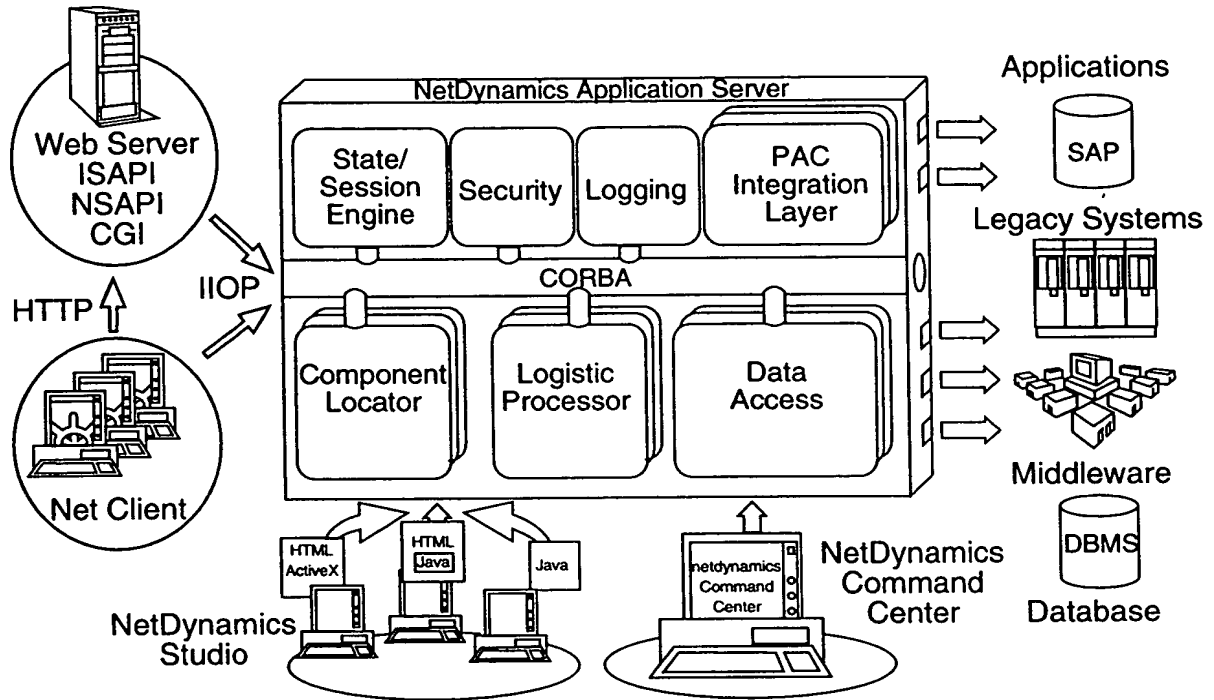 NetDynamics Application Server
Web Server
ISAPI
NSAPI
CGI
HTTP
IIOP
Net Client
State/
Session
Engine
Security
Logging
PAC
Integration
Layer
CORBA
Component
Locator
Logistic
Processor
Data
Access
Applications
SAP
Legacy Systems
Middleware
DBMS
Database
HTML
ActiveX
HTML
Java
Java
NetDynamics
Studio
netdynamics
Command
Center
NetDynamics
Command
Center